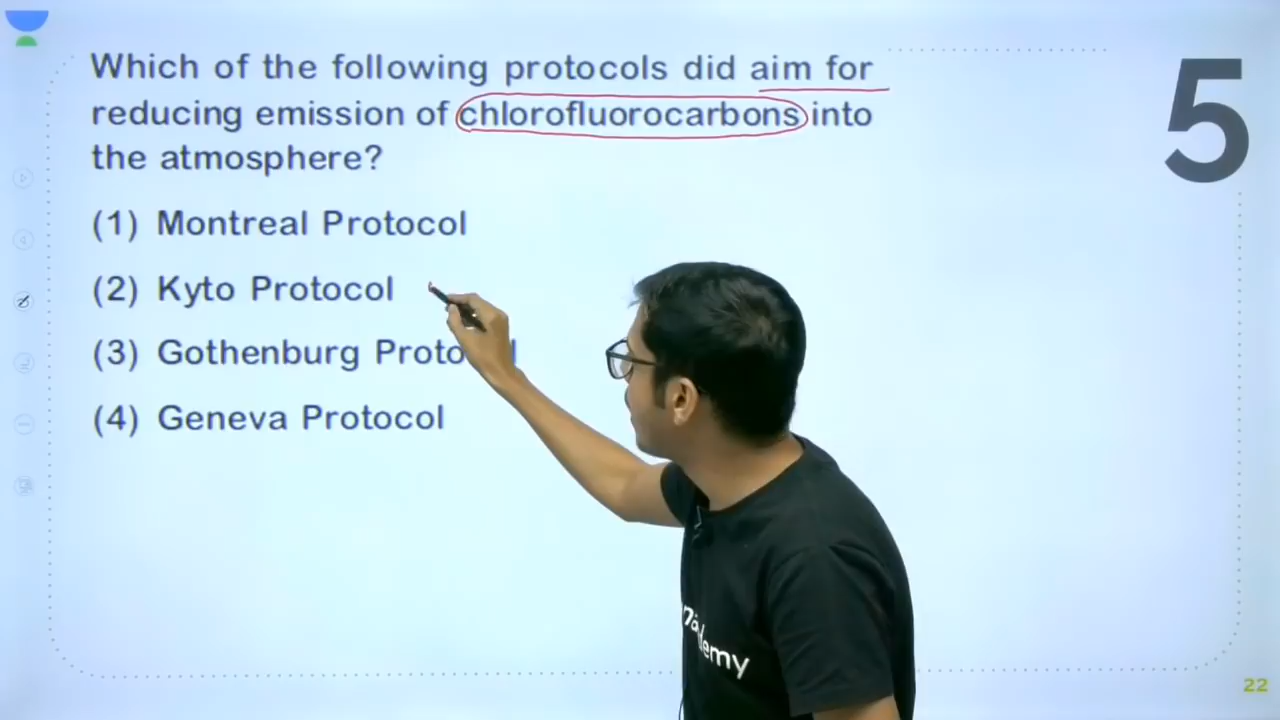 Which of the following protocols did aim for
reducing emission of chlorofluorocarbons into
the atmosphere?
(1) Montreal Protocol
(2) Kyto Protocol
(3) Gothenburg Proto l
(4) Geneva Protocol
5
demy
22